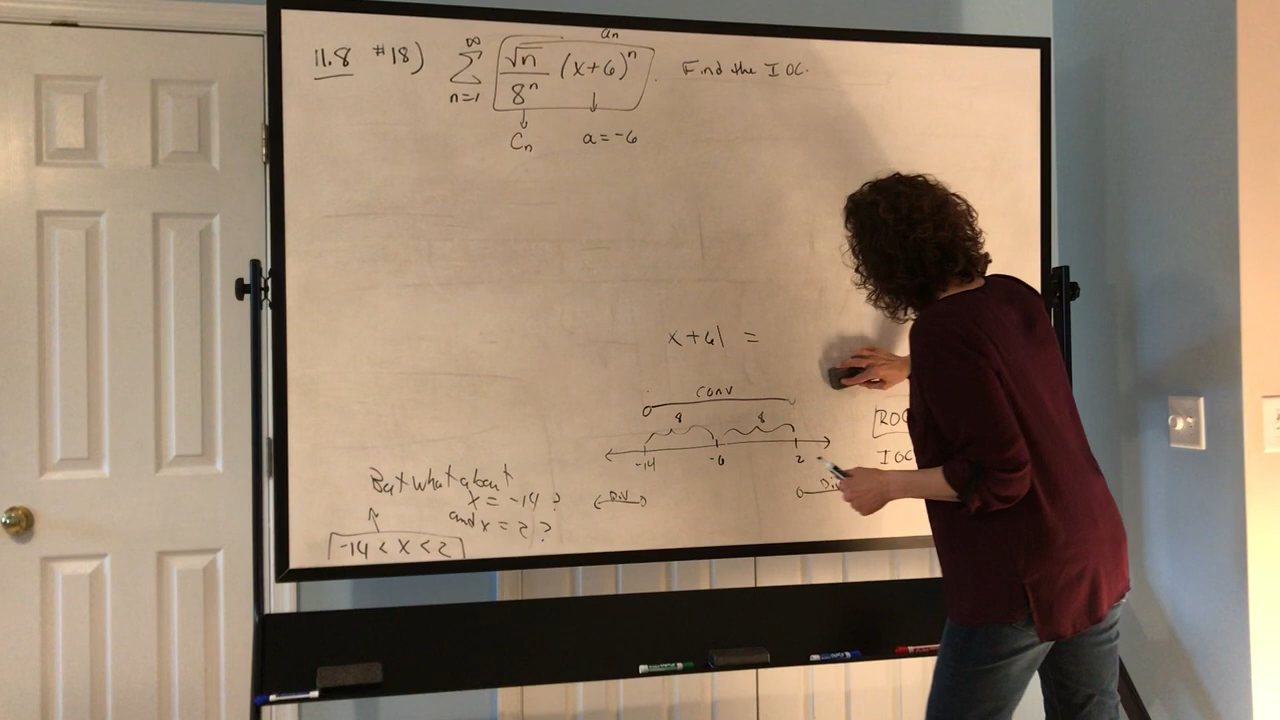 11.8 #18) ∞ ∑ n=1 √n / 8^n (x+6)^n . Find the IOC.
an
Cn a = -6
x+6| =
conv
8 8
-14 -6 2
ROC
IOC
But what about
x = -14 ?
and x = 2 ?
Div
Div
-14 < x < 2